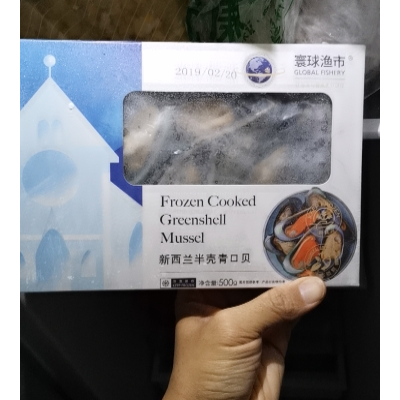 2019/02/20
寰球渔市
GLOBAL FISHERY
Frozen Cooked
Greenshell
Mussel
新西兰半壳青口贝
净含量:500g